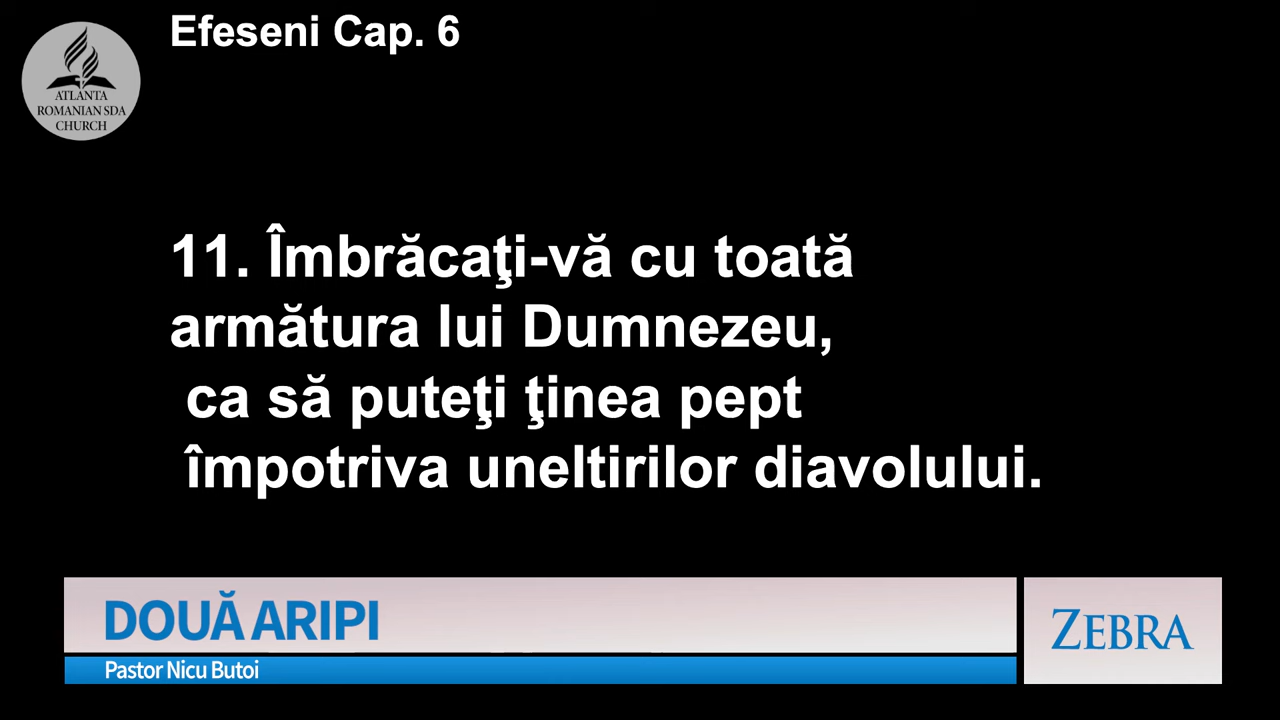 Efeseni Cap. 6
ATLANTA
ROMANIAN SDA
CHURCH
11. Îmbrăcaţi-vă cu toată
armătura lui Dumnezeu,
ca să puteţi ţinea pept
împotriva uneltirilor diavolului.
DOUĂ ARIPI
ZEBRA
Pastor Nicu Butoi